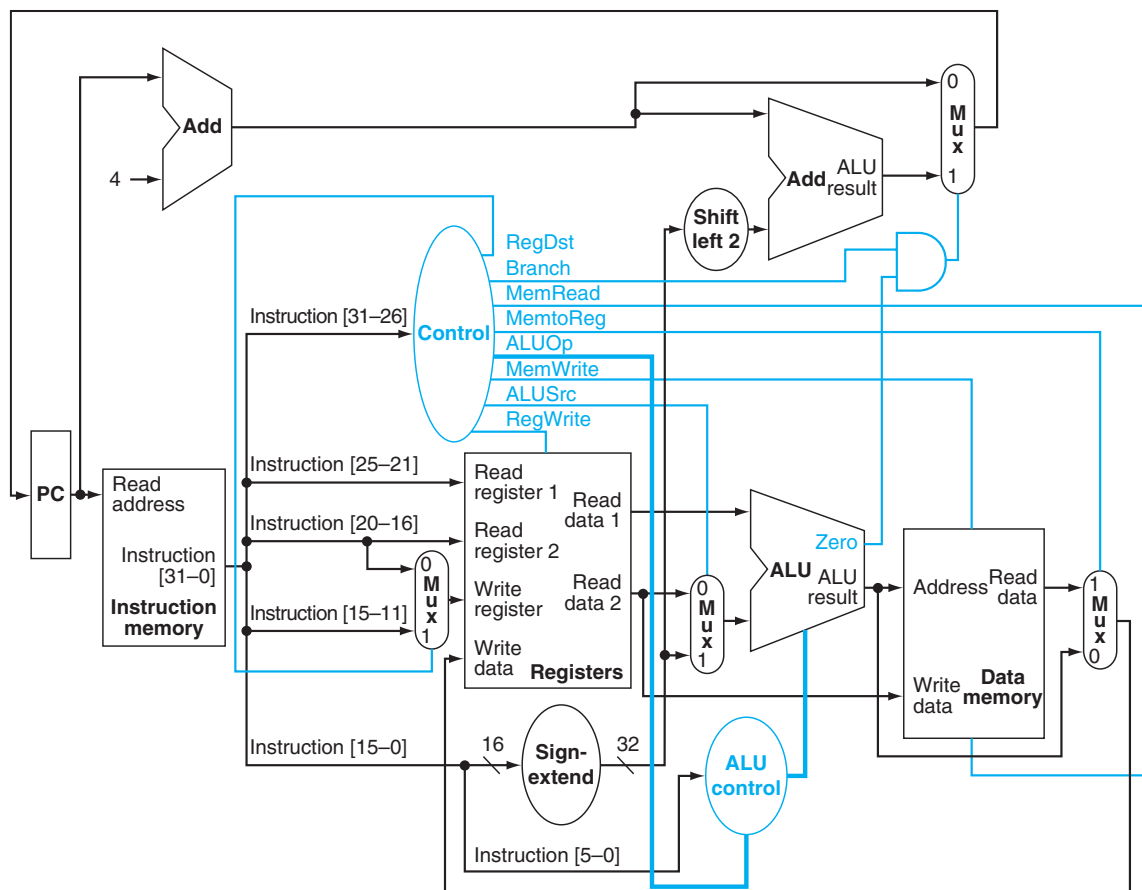 Add
4
0
Mux
1
Add
ALU
result
Shift
left 2
RegDst
Branch
MemRead
MemtoReg
ALUOp
MemWrite
ALUSrc
RegWrite
Control
Instruction [31–26]
Instruction [25–21]
Instruction [20–16]
Instruction [15–11]
Instruction [15–0]
Instruction [5–0]
PC
Read
address
Instruction
[31–0]
Instruction
memory
0
Mux
1
Read
register 1
Read
register 2
Write
register
Write
data
Read
data 1
Read
data 2
Registers
0
Mux
1
Zero
ALU
ALU
result
Address
Read
data
Write
data
Data
memory
1
Mux
0
16
Sign-
extend
32
ALU
control